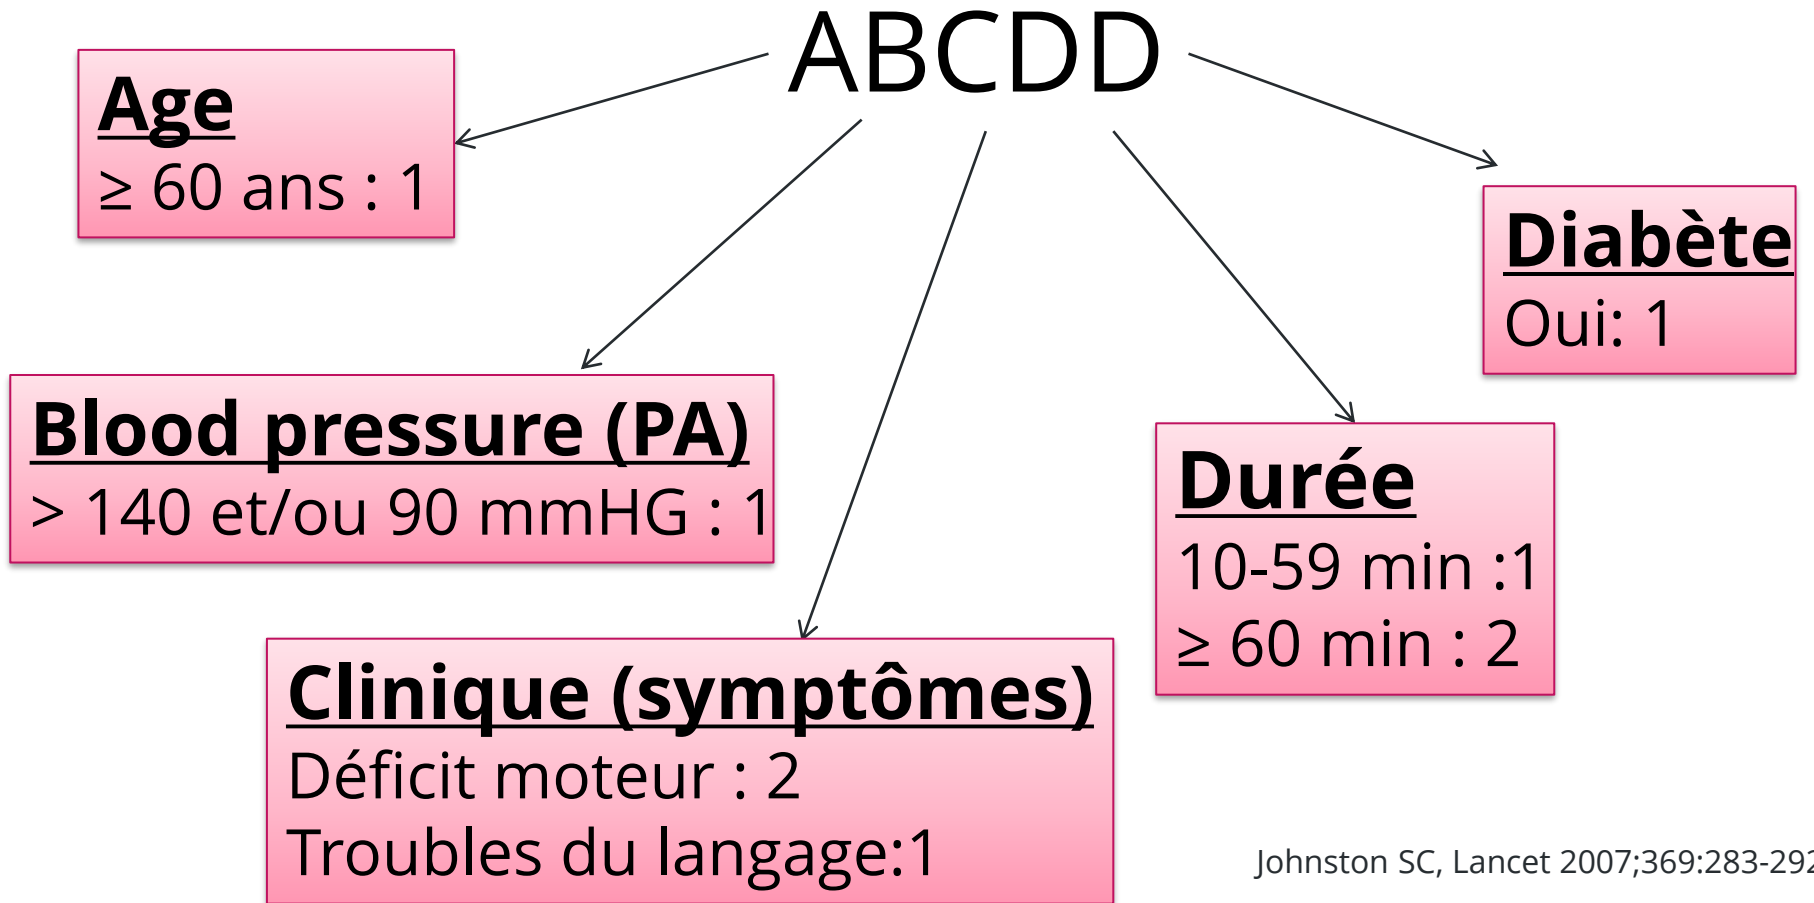 ABCDD
Age
≥ 60 ans : 1
Blood pressure (PA)
> 140 et/ou 90 mmHG : 1
Clinique (symptômes)
Déficit moteur : 2
Troubles du langage:1
Durée
10-59 min :1
≥ 60 min : 2
Diabète
Oui: 1
Johnston SC, Lancet 2007;369:283-292